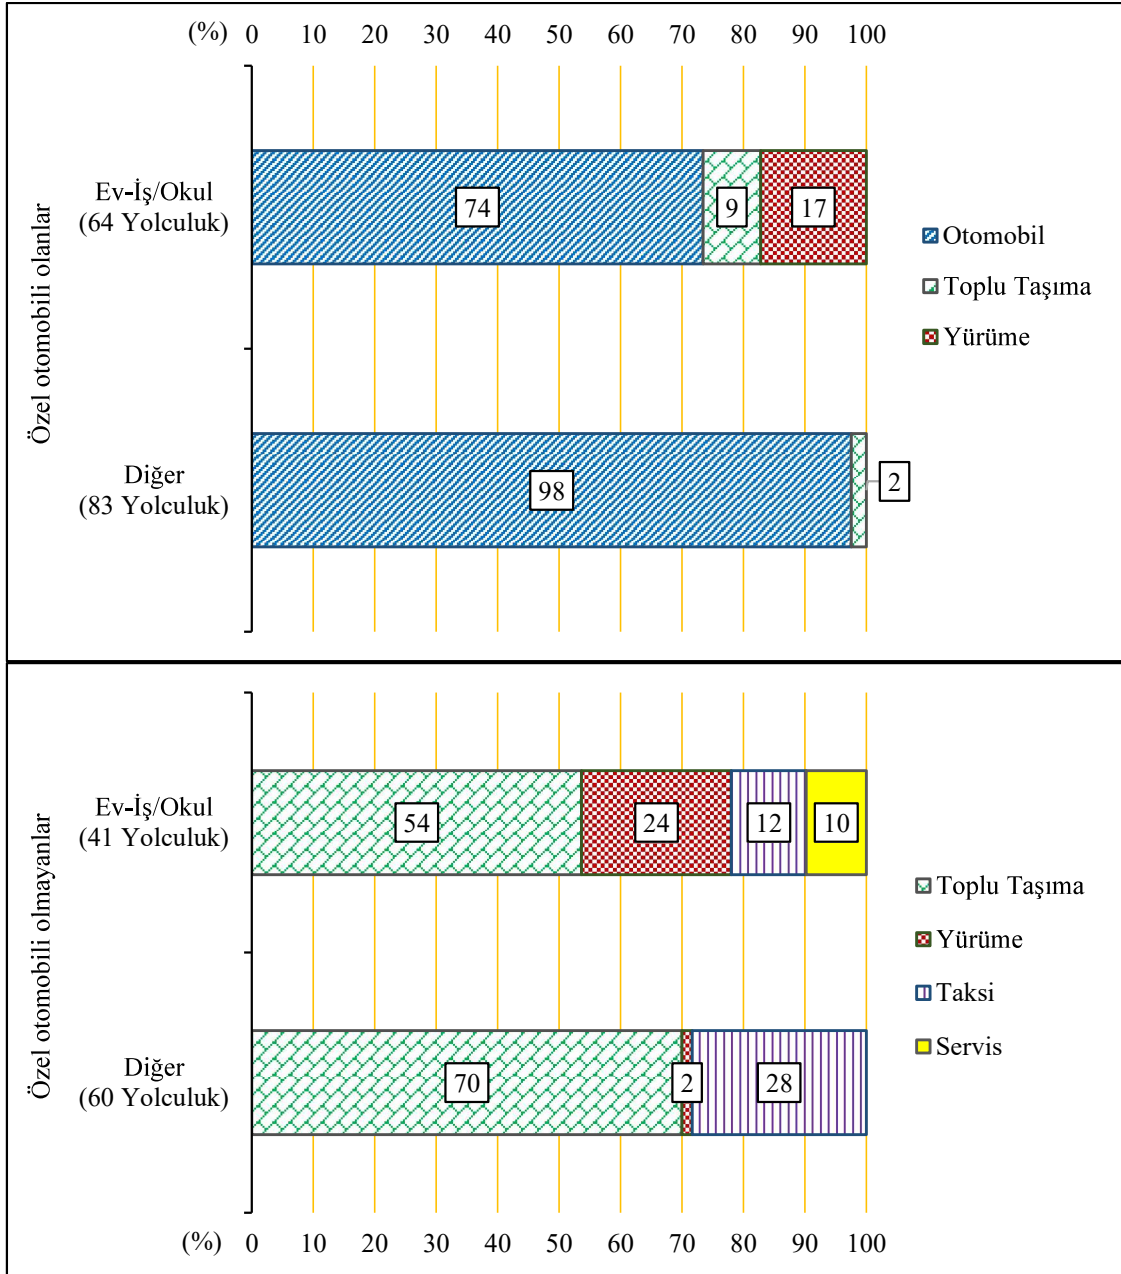 (%) 0 10 20 30 40 50 60 70 80 90 100
Özel otomobili olanlar
Ev-İş/Okul
(64 Yolculuk)
74 9 17
Diğer
(83 Yolculuk)
98 2
Otomobil
Toplu Taşıma
Yürüme
Özel otomobili olmayanlar
Ev-İş/Okul
(41 Yolculuk)
54 24 12 10
Diğer
(60 Yolculuk)
70 2 28
Toplu Taşıma
Yürüme
Taksi
Servis
(%) 0 10 20 30 40 50 60 70 80 90 100